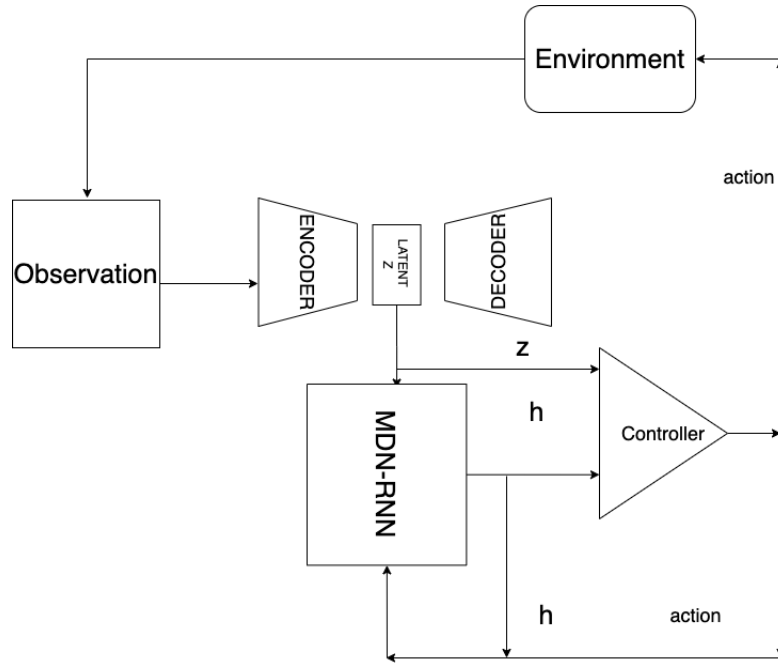 Environment
action
Observation
ENCODER
LATENT
Z
DECODER
z
h
Controller
MDN-RNN
h
action